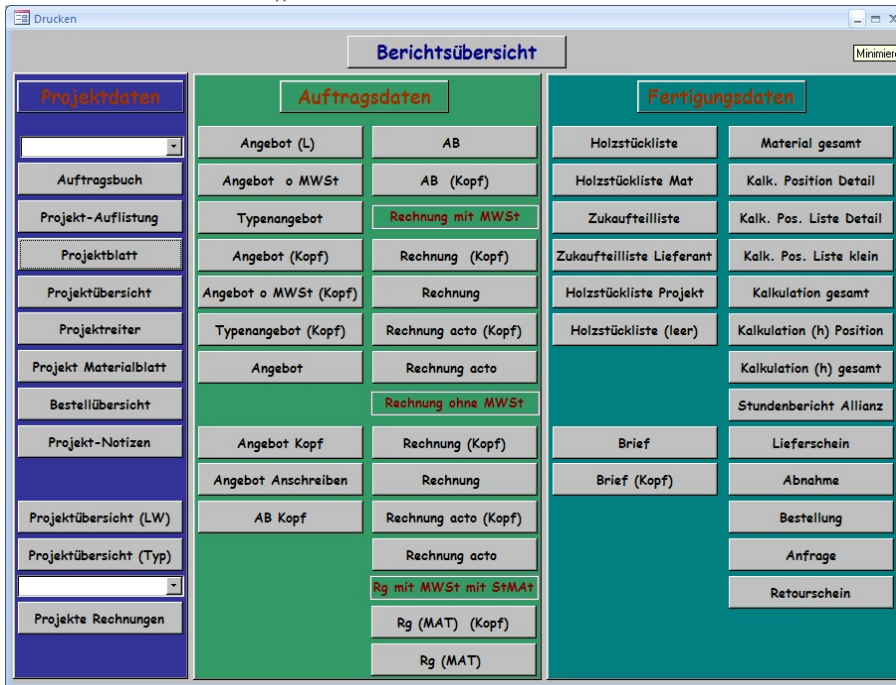 Drucken
Berichtsübersicht
Minimiere
Projektdaten
Auftragsbuch
Projekt-Auflistung
Projektblatt
Projektübersicht
Projektreiter
Projekt Materialblatt
Bestellübersicht
Projekt-Notizen
Projektübersicht (LW)
Projektübersicht (Typ)
Projekte Rechnungen
Auftragsdaten
Angebot (L)
Angebot o MWSt
Typenangebot
Angebot (Kopf)
Angebot o MWSt (Kopf)
Typenangebot (Kopf)
Angebot
Angebot Kopf
Angebot Anschreiben
AB Kopf
AB
AB (Kopf)
Rechnung mit MWSt
Rechnung (Kopf)
Rechnung
Rechnung acto (Kopf)
Rechnung acto
Rechnung ohne MWSt
Rechnung (Kopf)
Rechnung
Rechnung acto (Kopf)
Rechnung acto
Rg mit MWSt mit StMAt
Rg (MAT) (Kopf)
Rg (MAT)
Fertigungsdaten
Holzstückliste
Holzstückliste Mat
Zukaufteilliste
Zukaufteilliste Lieferant
Holzstückliste Projekt
Holzstückliste (leer)
Brief
Brief (Kopf)
Material gesamt
Kalk. Position Detail
Kalk. Pos. Liste Detail
Kalk. Pos. Liste klein
Kalkulation gesamt
Kalkulation (h) Position
Kalkulation (h) gesamt
Stundenbericht Allianz
Lieferschein
Abnahme
Bestellung
Anfrage
Retourschein